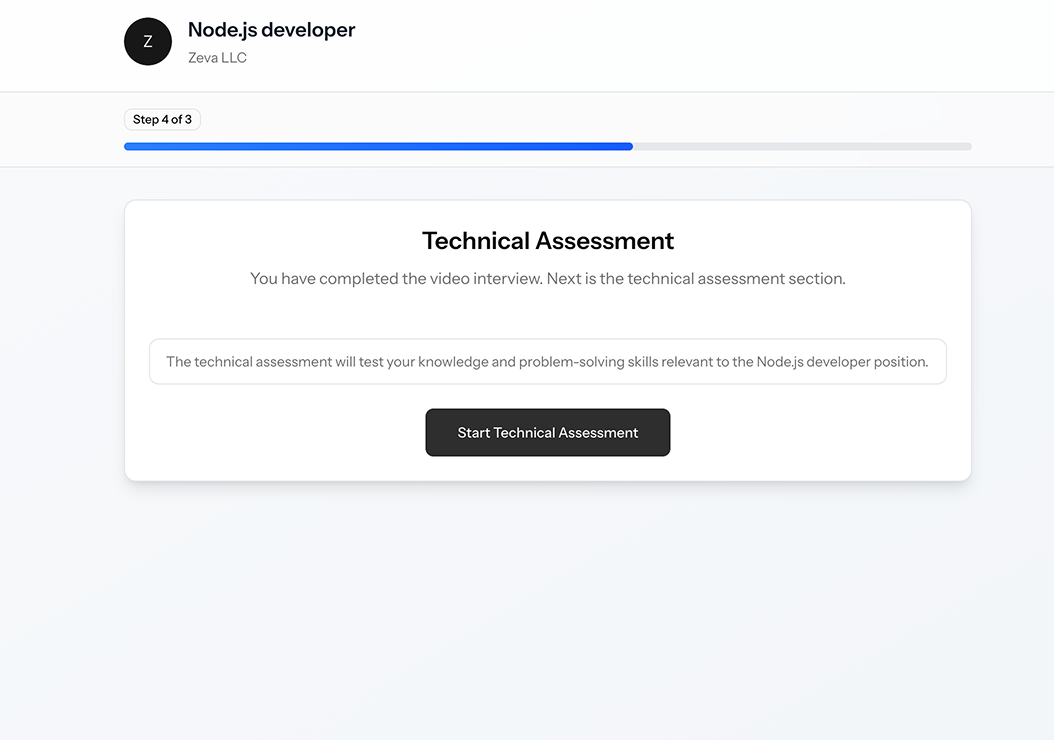 Z
Node.js developer
Zeva LLC
Step 4 of 3
Technical Assessment
You have completed the video interview. Next is the technical assessment section.
The technical assessment will test your knowledge and problem-solving skills relevant to the Node.js developer position.
Start Technical Assessment